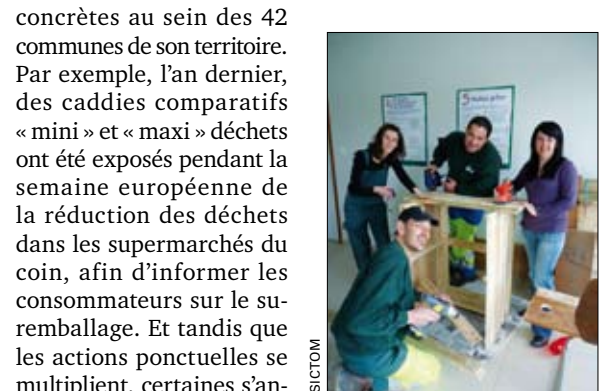 concrètes au sein des 42
communes de son territoire.
Par exemple, l'an dernier,
des caddies comparatifs
« mini » et « maxi » déchets
ont été exposés pendant la
semaine européenne de
la réduction des déchets
dans les supermarchés du
coin, afin d'informer les
consommateurs sur le su-
remballage. Et tandis que
les actions ponctuelles se
multiplient, certaines s'an-
SICTOM